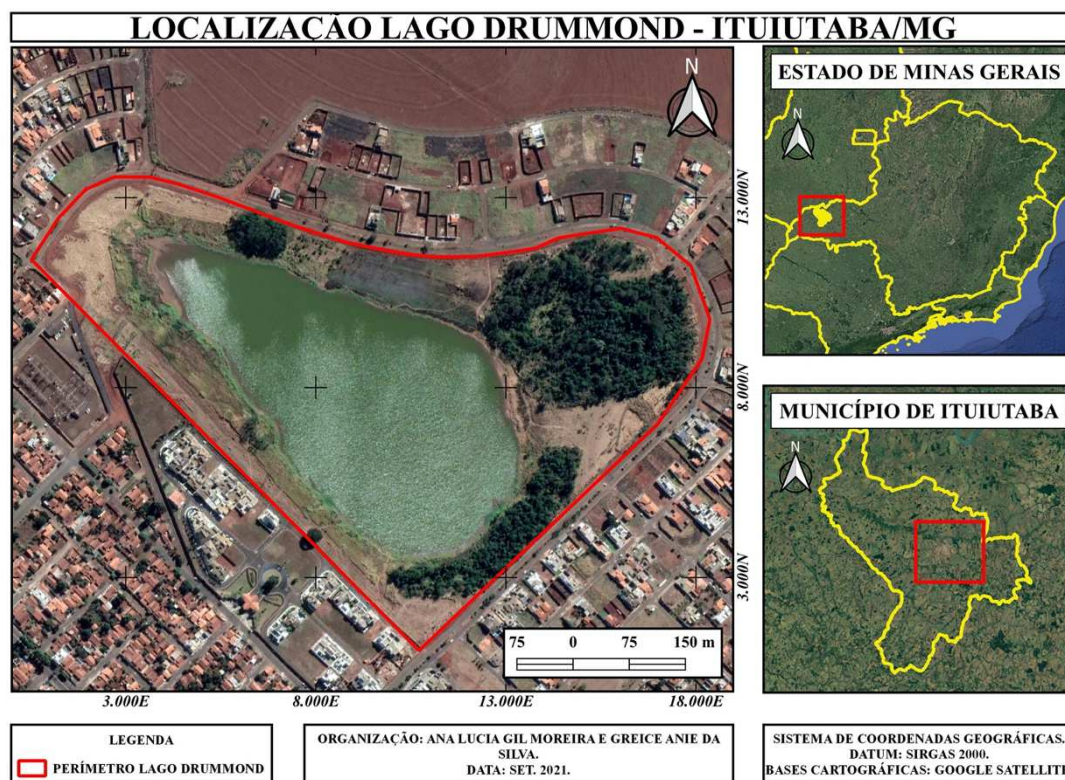 LOCALIZAÇÃO LAGO DRUMMOND - ITUIUTABA/MG
N
13.000N
8.000N
3.000N
75 0 75 150 m
3.000E 8.000E 13.000E 18.000E
ESTADO DE MINAS GERAIS
N
MUNICÍPIO DE ITUIUTABA
N
LEGENDA
PERÍMETRO LAGO DRUMMOND
ORGANIZAÇÃO: ANA LUCIA GIL MOREIRA E GREICE ANIE DA
SILVA.
DATA: SET. 2021.
SISTEMA DE COORDENADAS GEOGRÁFICAS.
DATUM: SIRGAS 2000.
BASES CARTOGRÁFICAS: GOOGLE SATELLITE